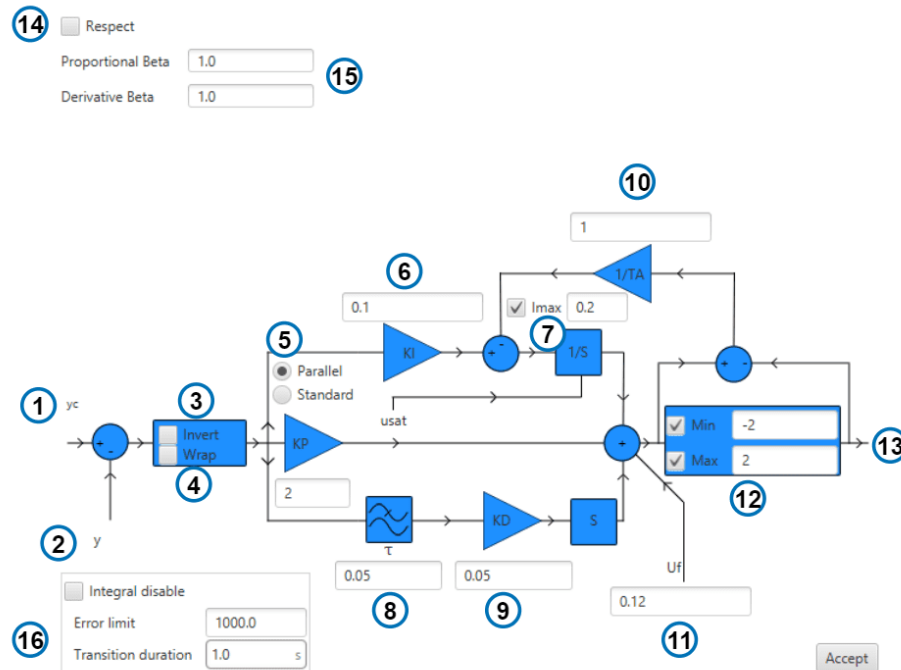 14 Respect
Proportional Beta 1.0
15
Derivative Beta 1.0
10
1
6
1/TA
0.1
Imax 0.2
5
7
KI
+ -
1/S
+ -
Parallel
Standard
1 yc
3
usat
Invert
Min -2
+ -
KP
+
13
Wrap
Max 2
4
12
2
KD
S
2 y
τ
Uf
0.05
0.05
0.12
Integral disable
8
9
11
Error limit 1000.0
16
Transition duration 1.0 s
Accept